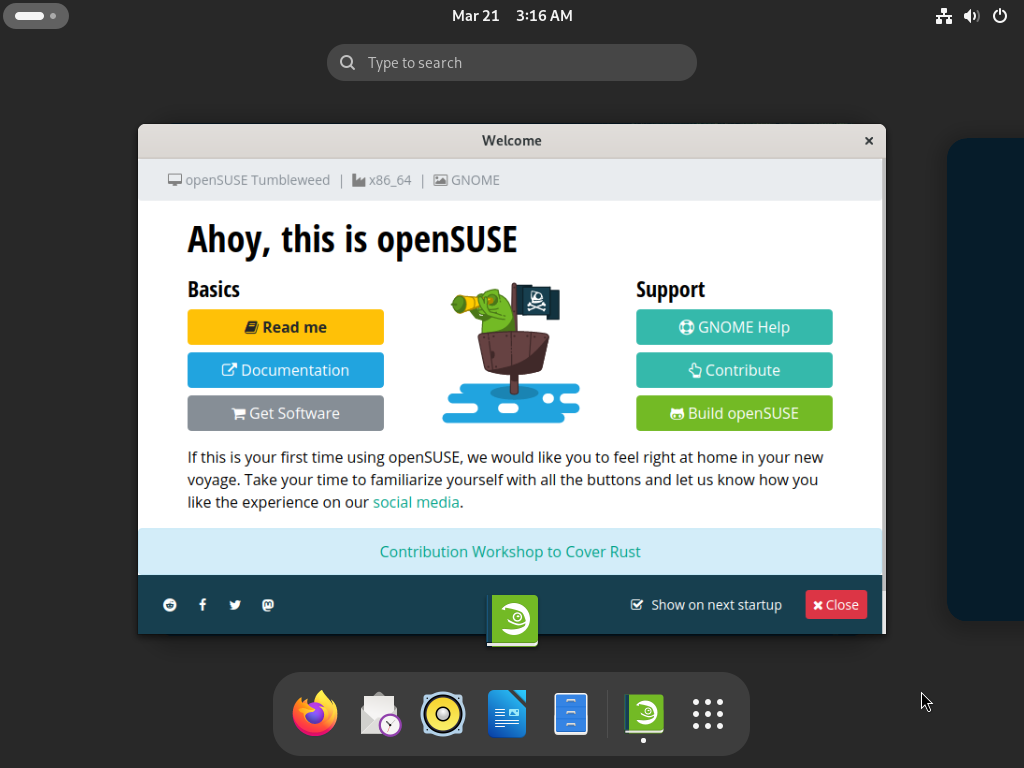 Mar 21 3:16 AM
Type to search
Welcome
openSUSE Tumbleweed | x86_64 | GNOME
Ahoy, this is openSUSE
Basics
Read me
Documentation
Get Software
Support
GNOME Help
Contribute
Build openSUSE
If this is your first time using openSUSE, we would like you to feel right at home in your new
voyage. Take your time to familiarize yourself with all the buttons and let us know how you
like the experience on our social media.
Contribution Workshop to Cover Rust
Show on next startup
Close